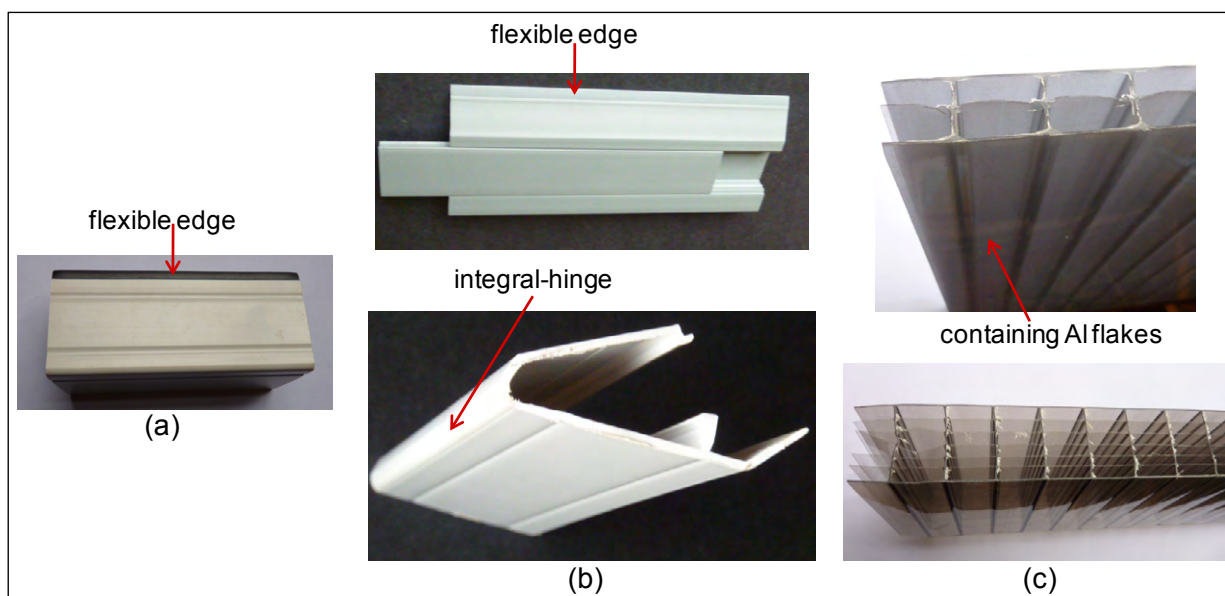 flexible edge
flexible edge
integral-hinge
containing Al flakes
(a)
(b)
(c)